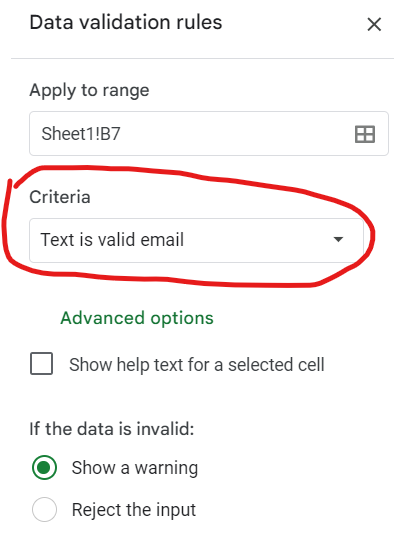 Data validation rules
Apply to range
Sheet1!B7
Criteria
Text is valid email
Advanced options
Show help text for a selected cell
If the data is invalid:
Show a warning
Reject the input